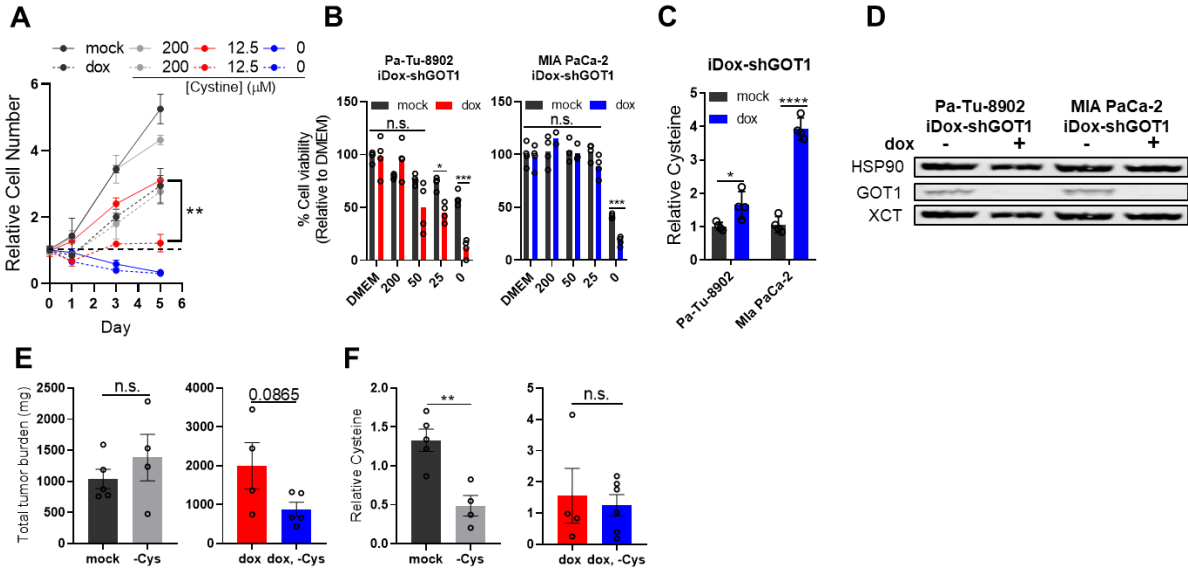 A
mock 200 12.5 0
dox 200 12.5 0
[Cystine] (μM)
Relative Cell Number
6
4
2
0
0 1 2 3 4 5 6
Day
**
B
Pa-Tu-8902
iDox-shGOT1
mock dox
n.s.
*
***
% Cell viability
(Relative to DMEM)
150
100
50
0
DMEM 200 50 25 0
MIA PaCa-2
iDox-shGOT1
mock dox
n.s.
***
150
100
50
0
DMEM 200 50 25 0
C
iDox-shGOT1
mock
dox
****
*
Relative Cysteine
5
4
3
2
1
0
Pa-Tu-8902
MIa PaCa-2
D
Pa-Tu-8902 MIA PaCa-2
iDox-shGOT1 iDox-shGOT1
dox - + - +
HSP90
GOT1
XCT
E
n.s.
Total tumor burden (mg)
2500
2000
1500
1000
500
0
mock -Cys
0.0865
4000
3000
2000
1000
0
dox dox, -Cys
F
**
Relative Cysteine
2.0
1.5
1.0
0.5
0.0
mock -Cys
n.s.
5
4
3
2
1
0
dox dox, -Cys